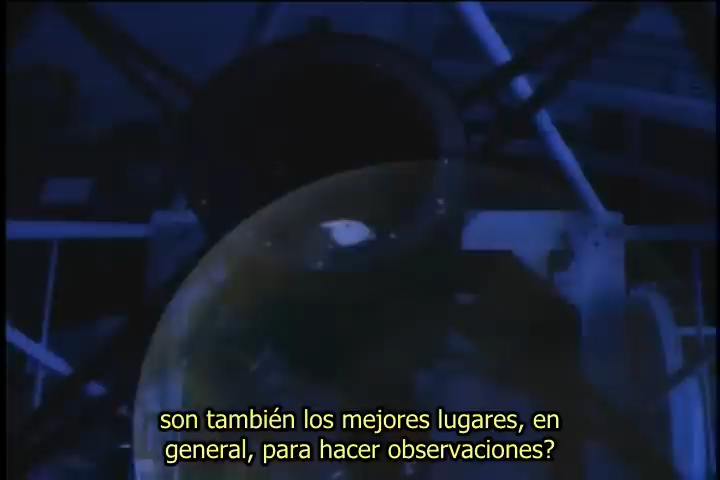 son también los mejores lugares, en
general, para hacer observaciones?